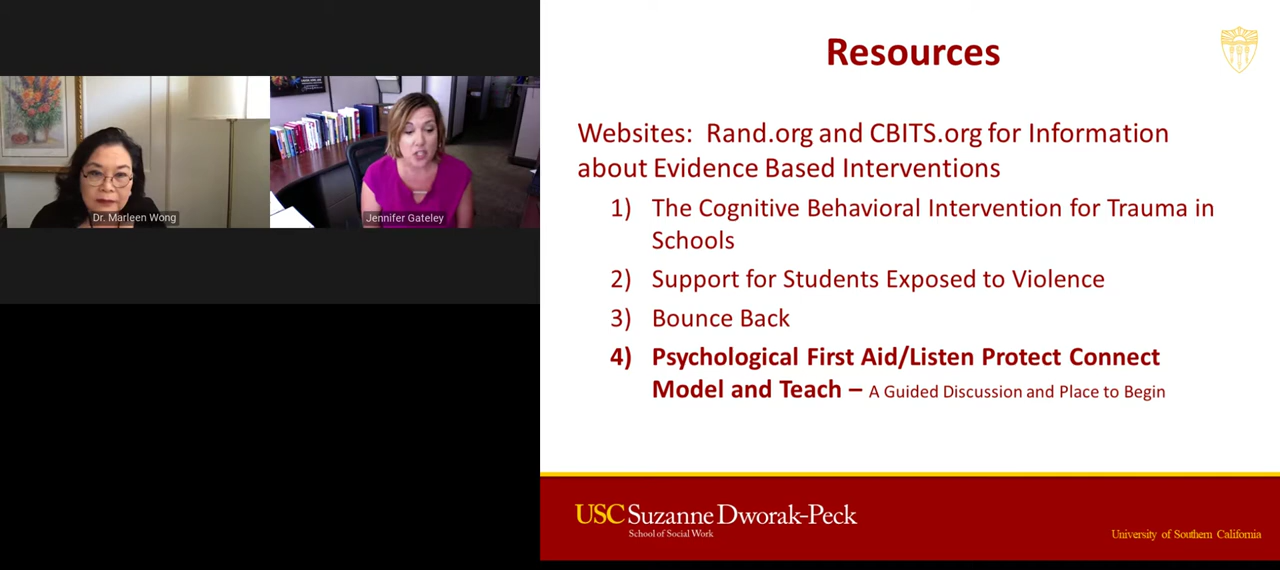 Dr. Marleen Wong
Jennifer Gateley
Resources
Websites: Rand.org and CBITS.org for Information
about Evidence Based Interventions
1) The Cognitive Behavioral Intervention for Trauma in
Schools
2) Support for Students Exposed to Violence
3) Bounce Back
4) Psychological First Aid/Listen Protect Connect
Model and Teach – A Guided Discussion and Place to Begin
USC Suzanne Dworak-Peck
School of Social Work
University of Southern California